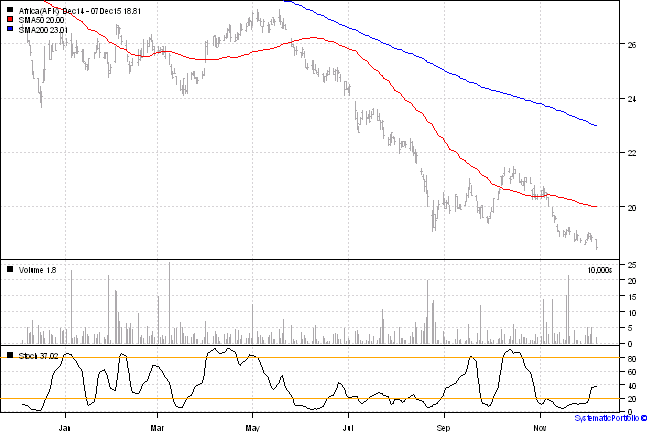 Africa(AFK) Dec14 - 07Dec15 18.81
SMA50 20.00
SMA200 23.01
26
24
22
20
Volume 1.8
10,000s
25
20
15
10
5
0
Stoch 37.02
80
60
40
20
0
Jan Mar May Jul Sep Nov
SystematicPortfolio ©